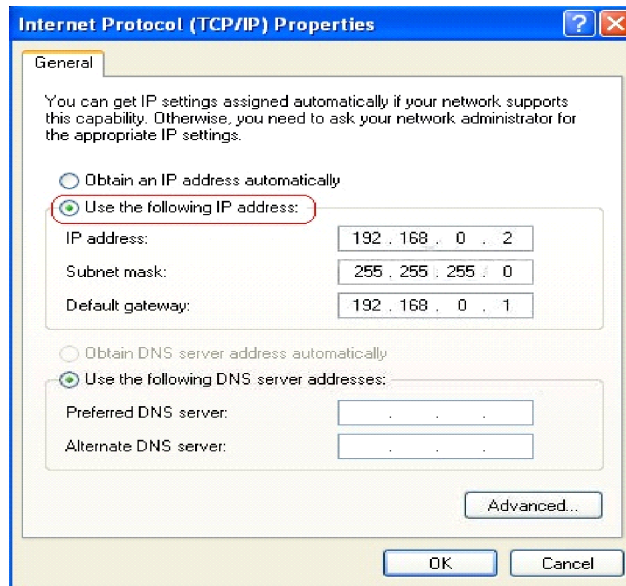 Internet Protocol (TCP/IP) Properties
General
You can get IP settings assigned automatically if your network supports
this capability. Otherwise, you need to ask your network administrator for
the appropriate IP settings.
Obtain an IP address automatically
Use the following IP address:
IP address: 192 . 168 . 0 . 2
Subnet mask: 255 . 255 . 255 . 0
Default gateway: 192 . 168 . 0 . 1
Obtain DNS server address automatically
Use the following DNS server addresses:
Preferred DNS server: . . .
Alternate DNS server: . . .
Advanced...
OK Cancel